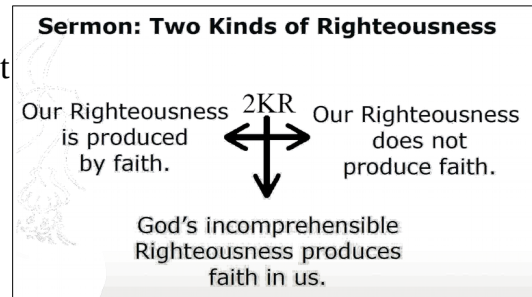 Sermon: Two Kinds of Righteousness
t
2KR
Our Righteousness
is produced
by faith.
Our Righteousness
does not
produce faith.
God's incomprehensible
Righteousness produces
faith in us.